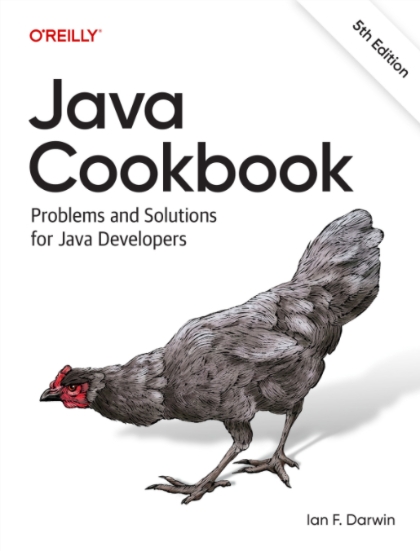 O'REILLY®
5th Edition
Java
Cookbook
Problems and Solutions
for Java Developers
Ian F. Darwin